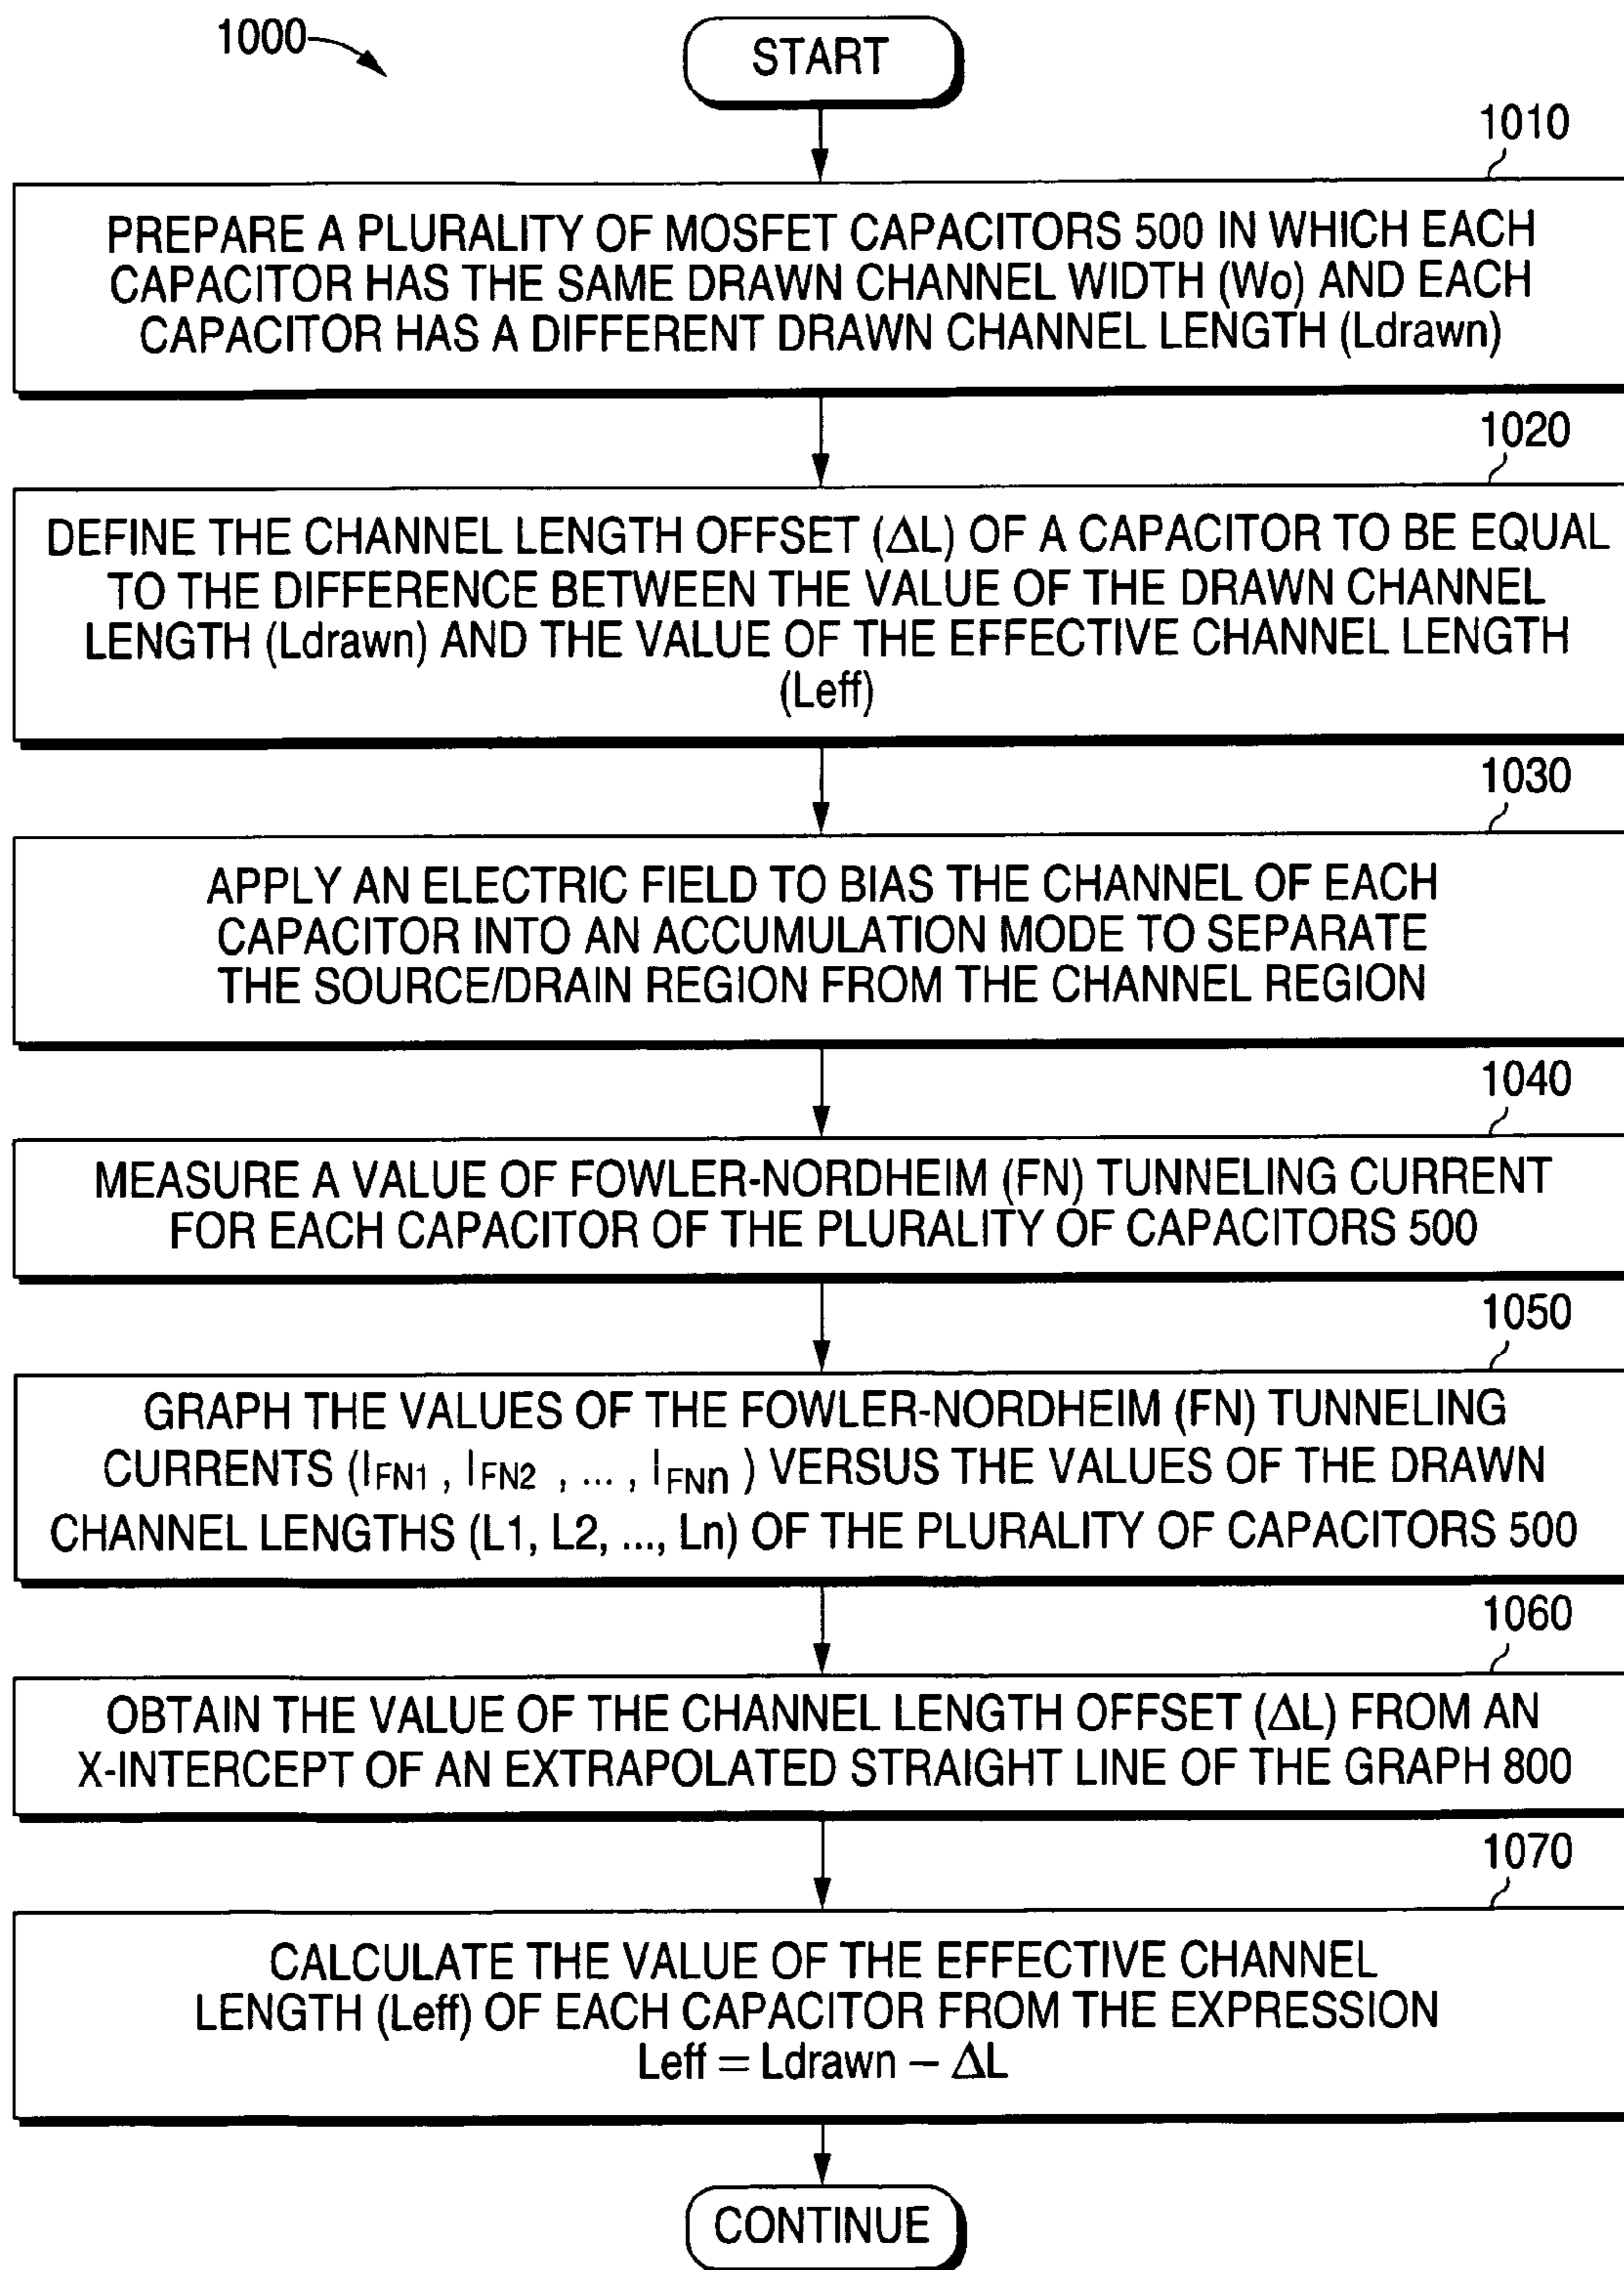 1000
START
1010
PREPARE A PLURALITY OF MOSFET CAPACITORS 500 IN WHICH EACH
CAPACITOR HAS THE SAME DRAWN CHANNEL WIDTH (Wo) AND EACH
CAPACITOR HAS A DIFFERENT DRAWN CHANNEL LENGTH (Ldrawn)
1020
DEFINE THE CHANNEL LENGTH OFFSET (ΔL) OF A CAPACITOR TO BE EQUAL
TO THE DIFFERENCE BETWEEN THE VALUE OF THE DRAWN CHANNEL
LENGTH (Ldrawn) AND THE VALUE OF THE EFFECTIVE CHANNEL LENGTH
(Leff)
1030
APPLY AN ELECTRIC FIELD TO BIAS THE CHANNEL OF EACH
CAPACITOR INTO AN ACCUMULATION MODE TO SEPARATE
THE SOURCE/DRAIN REGION FROM THE CHANNEL REGION
1040
MEASURE A VALUE OF FOWLER-NORDHEIM (FN) TUNNELING CURRENT
FOR EACH CAPACITOR OF THE PLURALITY OF CAPACITORS 500
1050
GRAPH THE VALUES OF THE FOWLER-NORDHEIM (FN) TUNNELING
CURRENTS (IFN1 , IFN2 , ... , IFNn ) VERSUS THE VALUES OF THE DRAWN
CHANNEL LENGTHS (L1, L2, ..., Ln) OF THE PLURALITY OF CAPACITORS 500
1060
OBTAIN THE VALUE OF THE CHANNEL LENGTH OFFSET (ΔL) FROM AN
X-INTERCEPT OF AN EXTRAPOLATED STRAIGHT LINE OF THE GRAPH 800
1070
CALCULATE THE VALUE OF THE EFFECTIVE CHANNEL
LENGTH (Leff) OF EACH CAPACITOR FROM THE EXPRESSION
Leff = Ldrawn – ΔL
CONTINUE